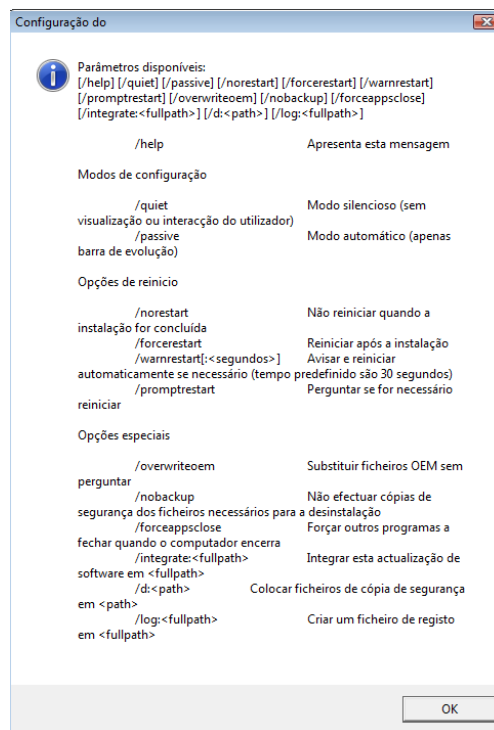 Configuração do
Parâmetros disponíveis:
[/help] [/quiet] [/passive] [/norestart] [/forcerestart] [/warnrestart]
[/promptrestart] [/overwriteoem] [/nobackup] [/forceappsclose]
[/integrate:<fullpath>] [/d:<path>] [/log:<fullpath>]
/help Apresenta esta mensagem
Modos de configuração
/quiet Modo silencioso (sem
visualização ou interacção do utilizador)
/passive Modo automático (apenas
barra de evolução)
Opções de reinicio
/norestart Não reiniciar quando a
instalação for concluída
/forcerestart Reiniciar após a instalação
/warnrestart[:<segundos>] Avisar e reiniciar
automaticamente se necessário (tempo predefinido são 30 segundos)
/promptrestart Perguntar se for necessário
reiniciar
Opções especiais
/overwriteoem Substituir ficheiros OEM sem
perguntar
/nobackup Não efectuar cópias de
segurança dos ficheiros necessários para a desinstalação
/forceappsclose Forçar outros programas a
fechar quando o computador encerra
/integrate:<fullpath> Integrar esta actualização de
software em <fullpath>
/d:<path> Colocar ficheiros de cópia de segurança
em <path>
/log:<fullpath> Criar um ficheiro de registo
em <fullpath>
OK